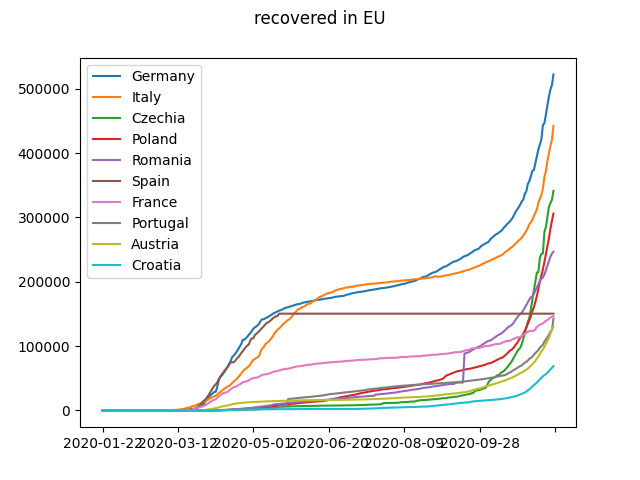 recovered in EU
500000
400000
300000
200000
100000
0
Germany
Italy
Czechia
Poland
Romania
Spain
France
Portugal
Austria
Croatia
2020-01-22 2020-03-12 2020-05-01 2020-06-20 2020-08-09 2020-09-28